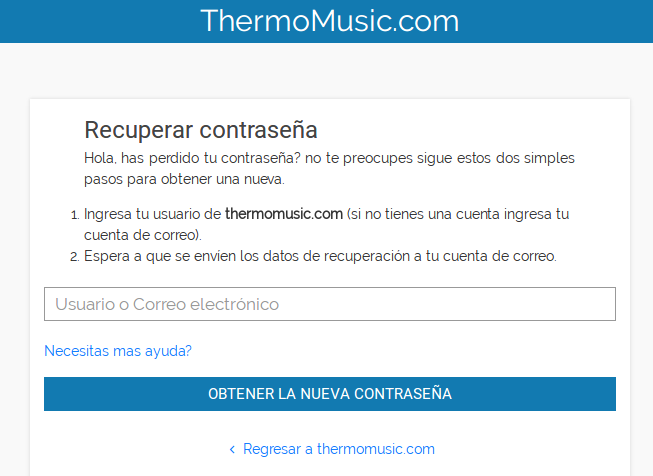 ThermoMusic.com
Recuperar contraseña
Hola, has perdido tu contraseña? no te preocupes sigue estos dos simples
pasos para obtener una nueva.
1. Ingresa tu usuario de thermomusic.com (si no tienes una cuenta ingresa tu
cuenta de correo).
2. Espera a que se envíen los datos de recuperación a tu cuenta de correo.
Usuario o Correo electrónico
Necesitas mas ayuda?
OBTENER LA NUEVA CONTRASEÑA
‹ Regresar a thermomusic.com